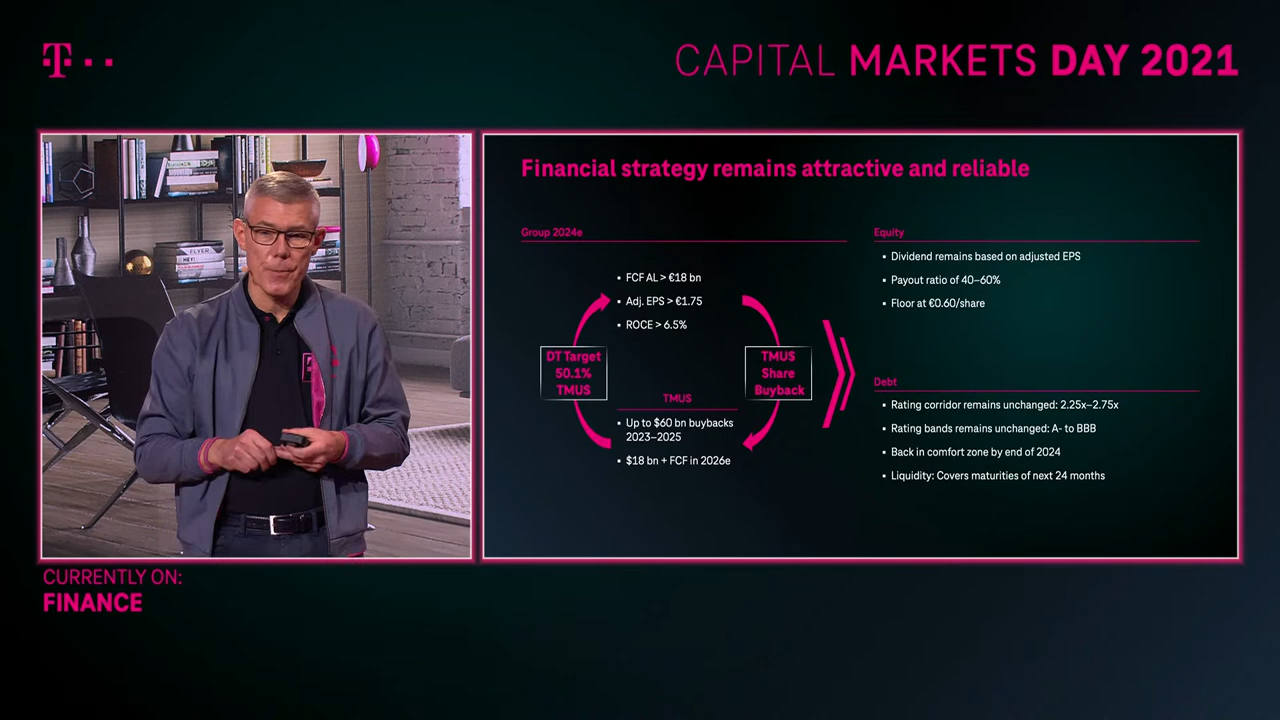 T
CAPITAL MARKETS DAY 2021
FLYER
CURRENTLY ON:
FINANCE
Financial strategy remains attractive and reliable
Group 2024e
▪ FCF AL > €18 bn
▪ Adj. EPS > €1.75
▪ ROCE > 6.5%
DT Target
50.1%
TMUS
TMUS
Share
Buyback
TMUS
▪ Up to $60 bn buybacks
2023–2025
▪ $18 bn + FCF in 2026e
Equity
▪ Dividend remains based on adjusted EPS
▪ Payout ratio of 40–60%
▪ Floor at €0.60/share
Debt
▪ Rating corridor remains unchanged: 2.25x–2.75x
▪ Rating bands remains unchanged: A- to BBB
▪ Back in comfort zone by end of 2024
▪ Liquidity: Covers maturities of next 24 months